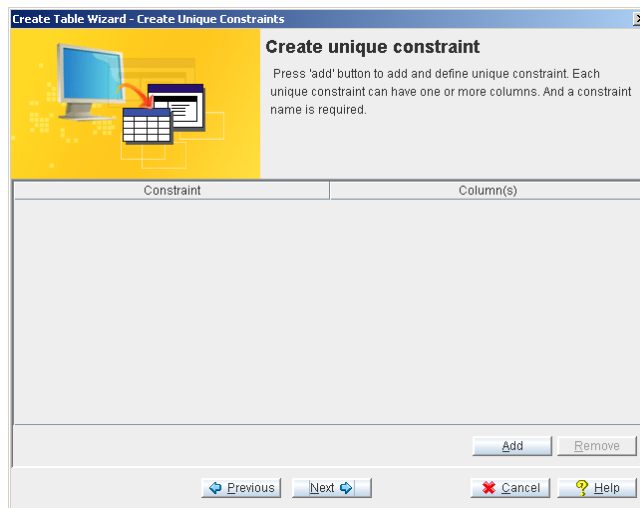 Create Table Wizard - Create Unique Constraints
Create unique constraint
Press 'add' button to add and define unique constraint. Each
unique constraint can have one or more columns. And a constraint
name is required.
Constraint Column(s)
Add Remove
Previous Next Cancel Help